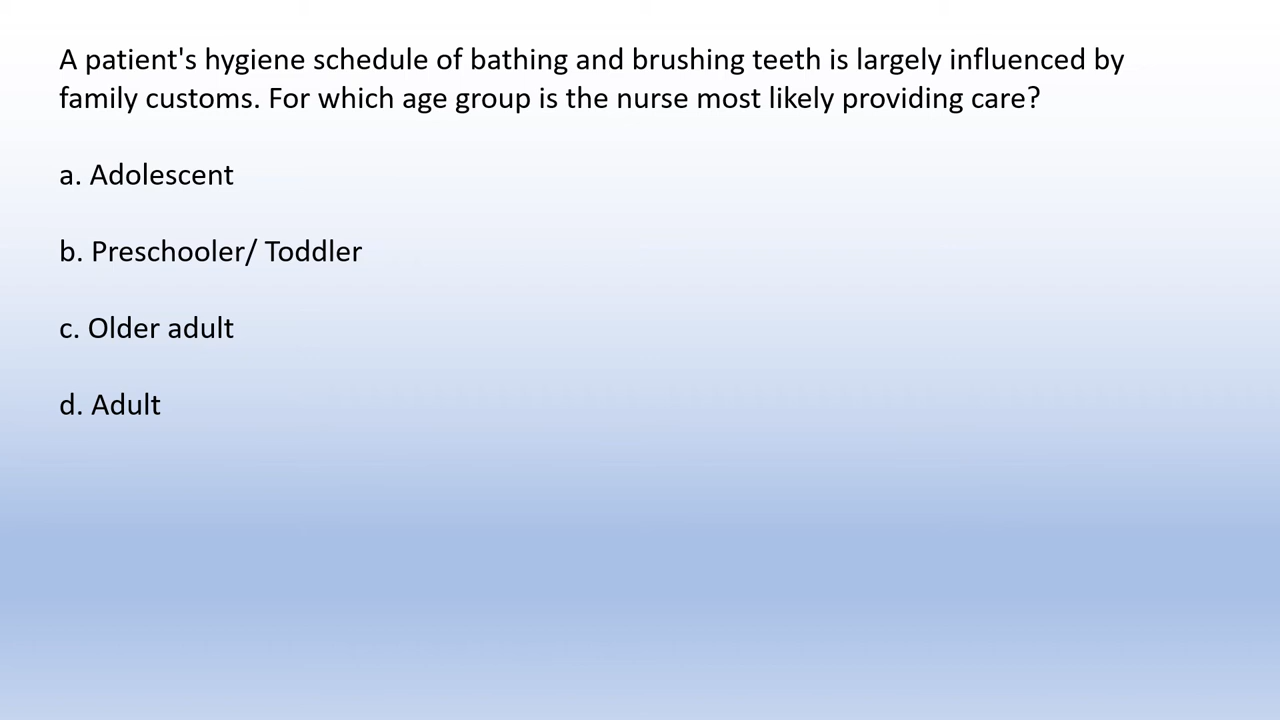 A patient's hygiene schedule of bathing and brushing teeth is largely influenced by
family customs. For which age group is the nurse most likely providing care?
a. Adolescent
b. Preschooler/ Toddler
c. Older adult
d. Adult